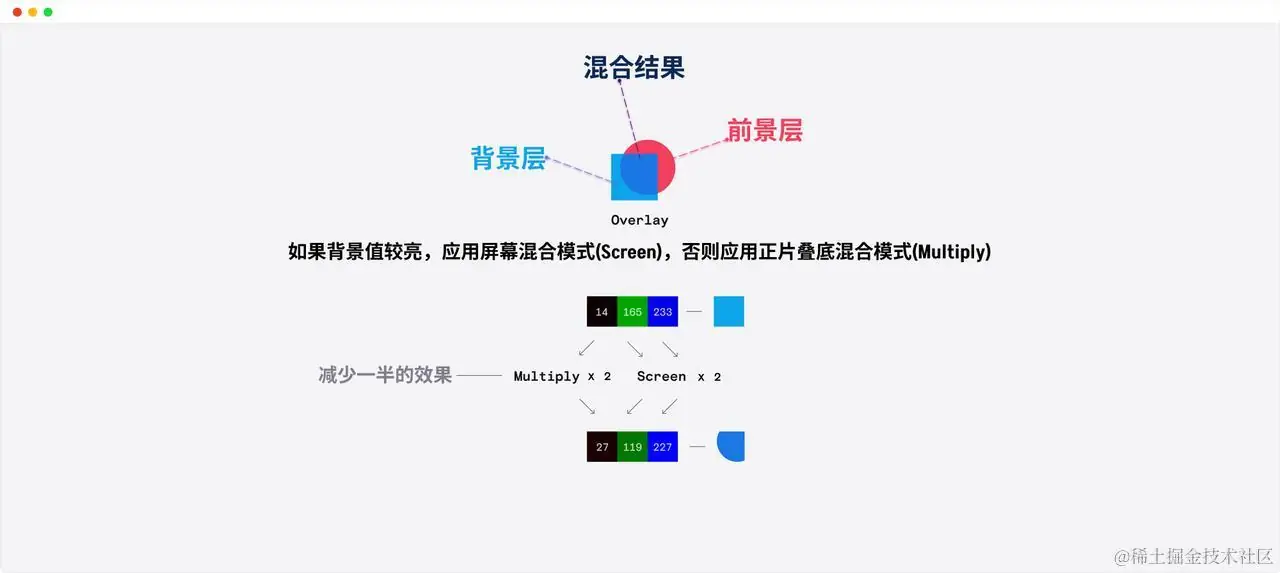 混合结果
前景层
背景层
Overlay
如果背景值较亮，应用屏幕混合模式(Screen)，否则应用正片叠底混合模式(Multiply)
14 165 233
减少一半的效果 Multiply x 2 Screen x 2
27 119 227
@稀土掘金技术社区